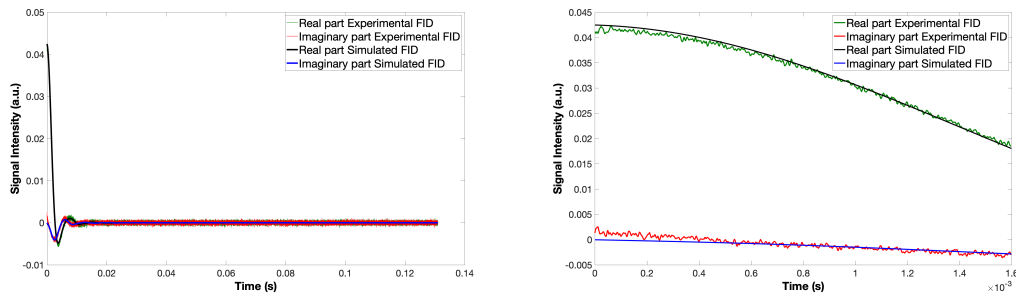 Real part Experimental FID
Imaginary part Experimental FID
Real part Simulated FID
Imaginary part Simulated FID
Signal Intensity (a.u.)
0.05
0.04
0.03
0.02
0.01
0
-0.01
0 0.02 0.04 0.06 0.08 0.1 0.12 0.14
Time (s)
Real part Experimental FID
Imaginary part Experimental FID
Real part Simulated FID
Imaginary part Simulated FID
Signal Intensity (a.u.)
0.045
0.04
0.035
0.03
0.025
0.02
0.015
0.01
0.005
0
-0.005
0 0.2 0.4 0.6 0.8 1 1.2 1.4 1.6
×10⁻³
Time (s)